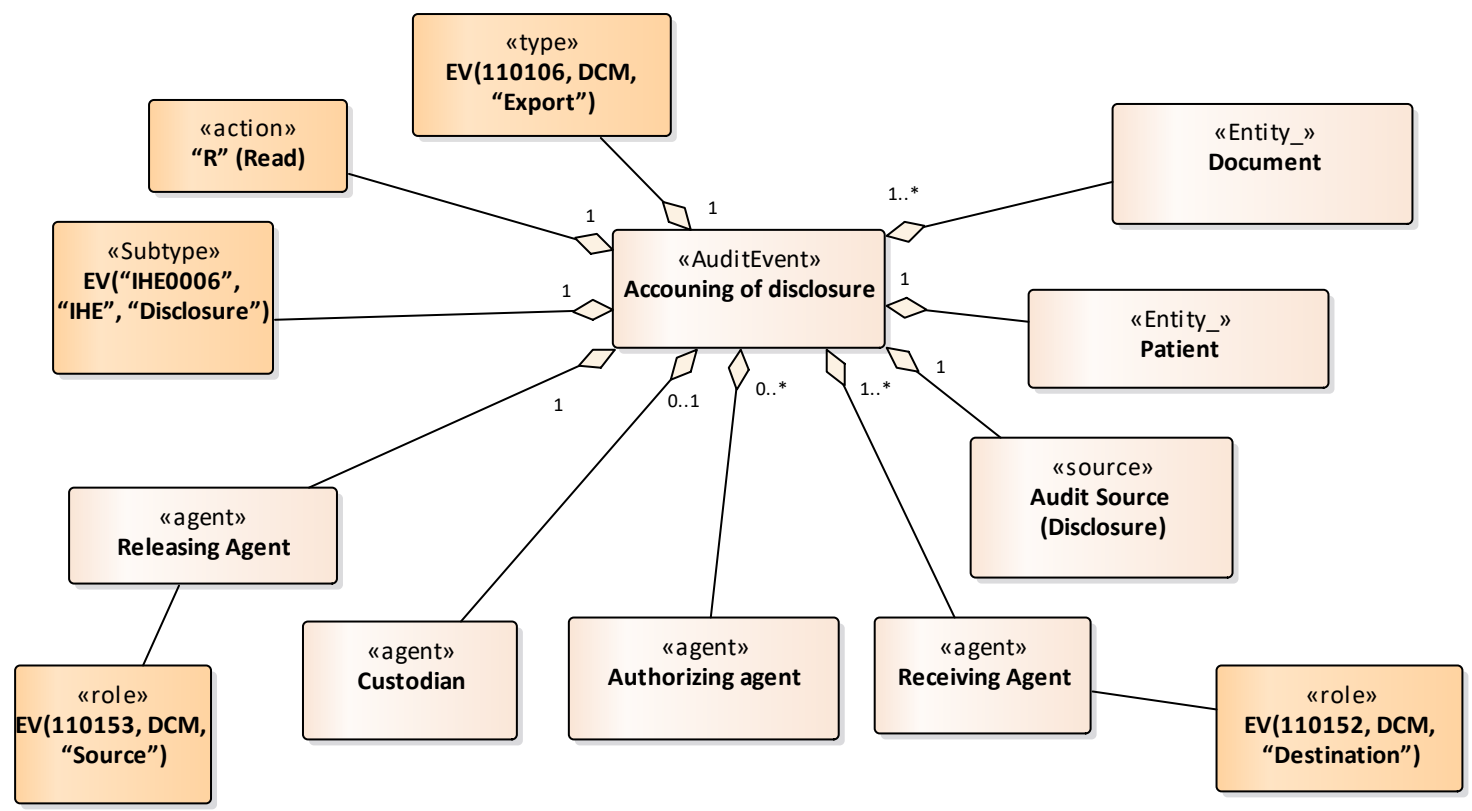 «type»
EV(110106, DCM,
“Export”)
«action»
“R” (Read)
«Entity_»
Document
1..*
1
1
«Subtype»
EV(“IHE0006”,
“IHE”, “Disclosure”)
«AuditEvent»
Accouning of disclosure
1
1
«Entity_»
Patient
1
0..1
0..*
1..*
1
«source»
Audit Source
(Disclosure)
«agent»
Releasing Agent
«agent»
Custodian
«agent»
Authorizing agent
«agent»
Receiving Agent
«role»
EV(110153, DCM,
“Source”)
«role»
EV(110152, DCM,
“Destination”)